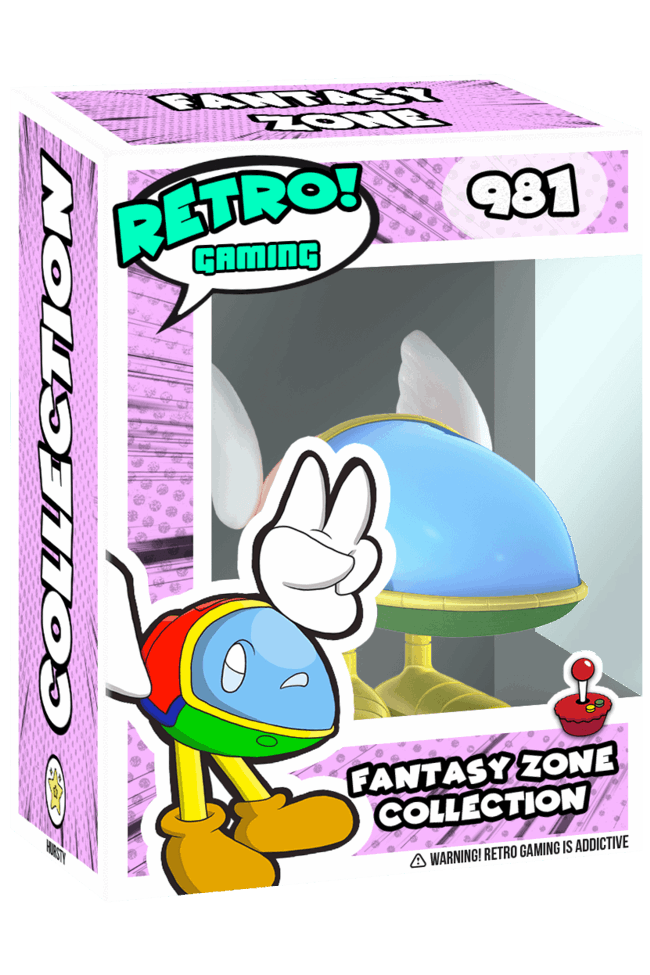 FANTASY
ZONE
COLLECTION
RETRO!
GAMING
981
FANTASY ZONE
COLLECTION
WARNING! RETRO GAMING IS ADDICTIVE
HURSTY